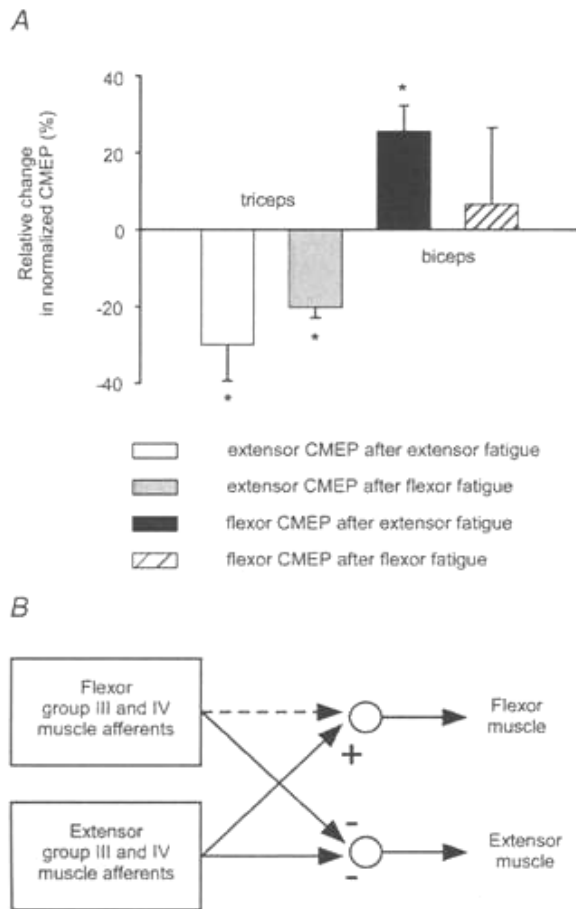 A
Relative change
in normalized CMEP (%)
40
20
0
-20
-40
triceps
*
*
*
biceps
extensor CMEP after extensor fatigue
extensor CMEP after flexor fatigue
flexor CMEP after extensor fatigue
flexor CMEP after flexor fatigue
B
Flexor
group III and IV
muscle afferents
+
Flexor
muscle
Extensor
group III and IV
muscle afferents
-
-
Extensor
muscle